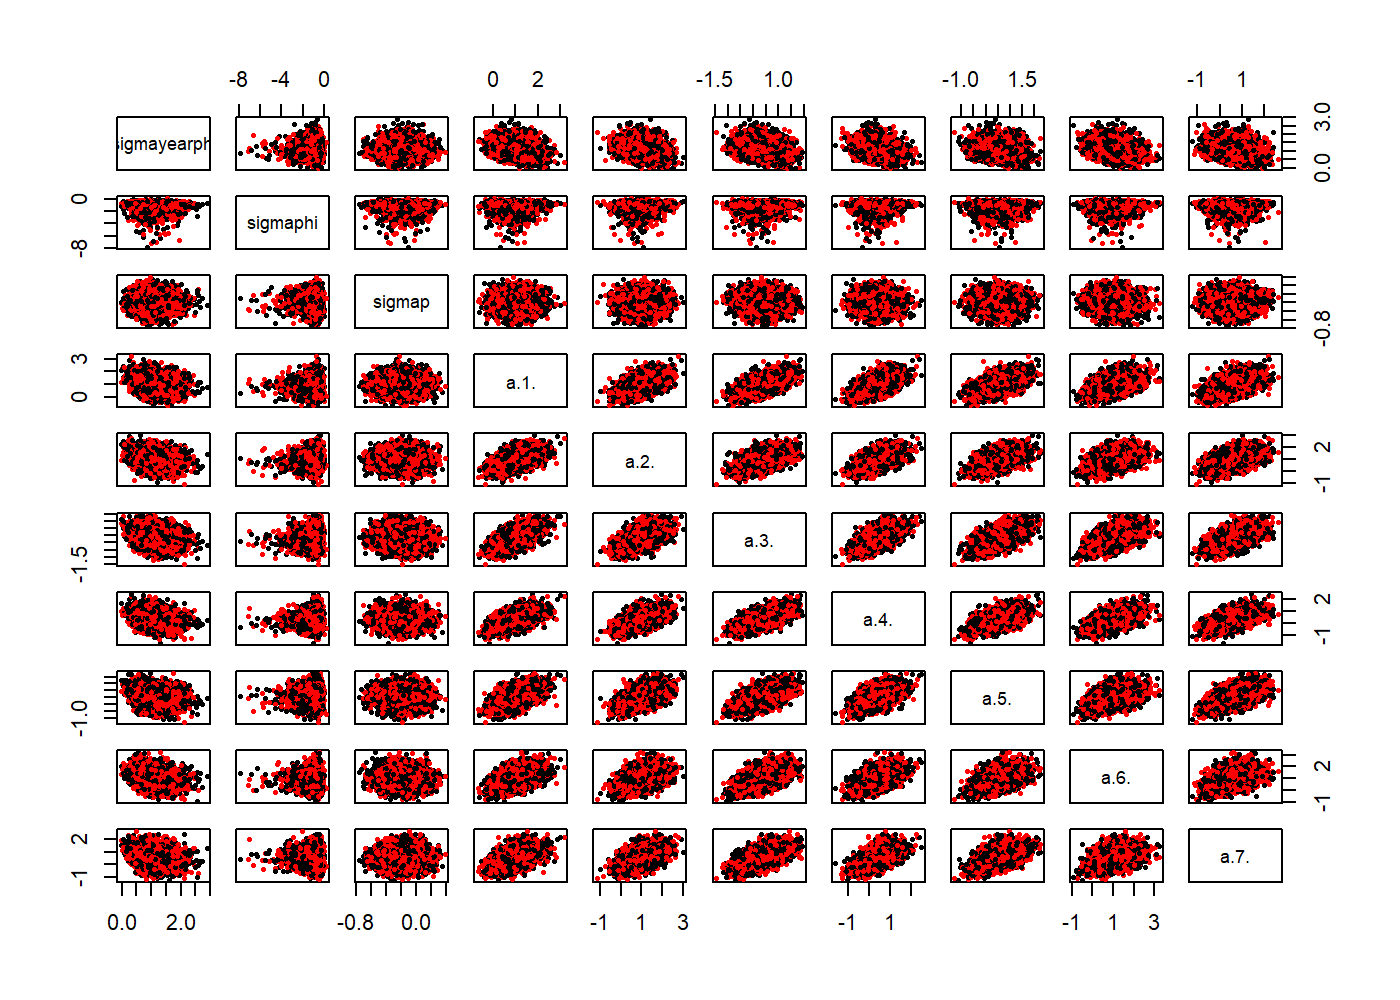 -8 -4 0 0 2 -1.5 1.0 -1.0 1.5 -1 1
sigmayearph 0.0 3.0
-8 0 sigmaphi
sigmap -0.8
0 3 a.1.
a.2. -1 2
-1.5 a.3.
a.4. -1 2
-1.0 a.5.
a.6. -1 2
-1 2 a.7.
0.0 2.0 -0.8 0.0 -1 1 3 -1 1 -1 1 3